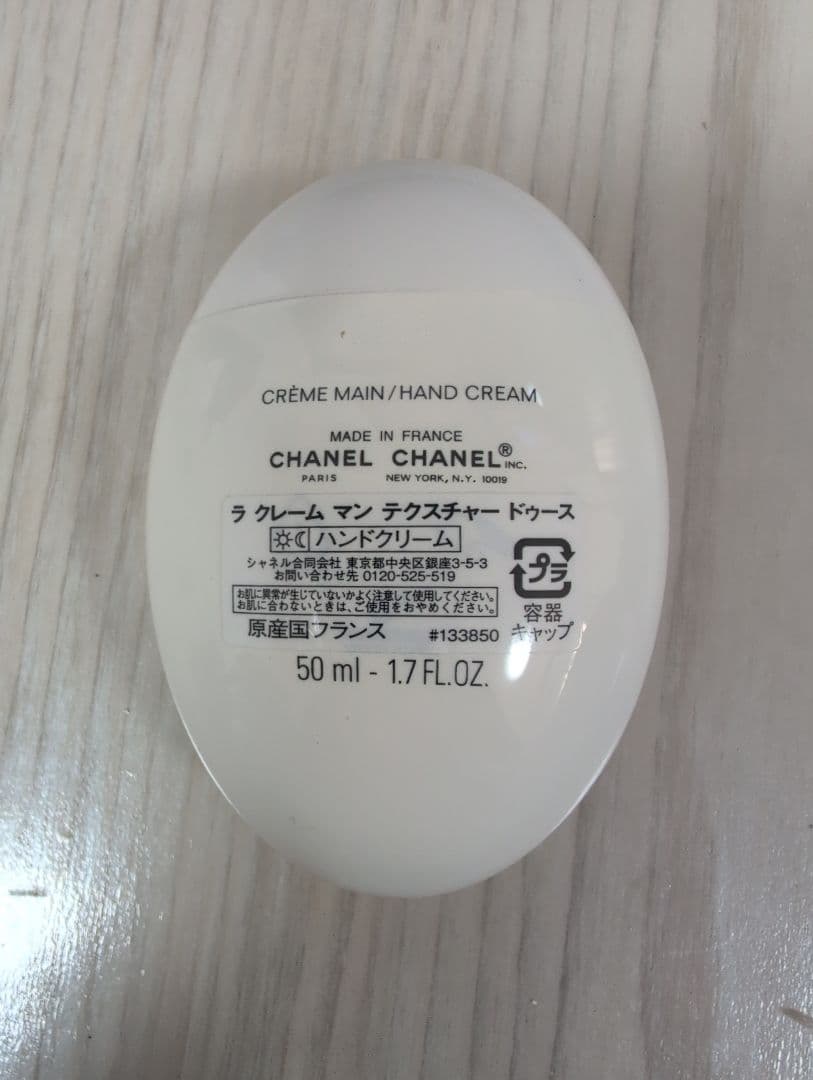 CRÈME MAIN/HAND CREAM
MADE IN FRANCE
CHANEL CHANEL® INC.
PARIS NEW YORK, N.Y. 10019
ラ クレーム マン テクスチャー ドゥース
ハンドクリーム
シャネル合同会社 東京都中央区銀座3-5-3
お問い合わせ先 0120-525-519
お肌に異常が生じていないかよく注意して使用してください。
お肌に合わないときは、ご使用をおやめください。
プラ
容器
キャップ
原産国フランス #133850
50 ml - 1.7 FL.OZ.